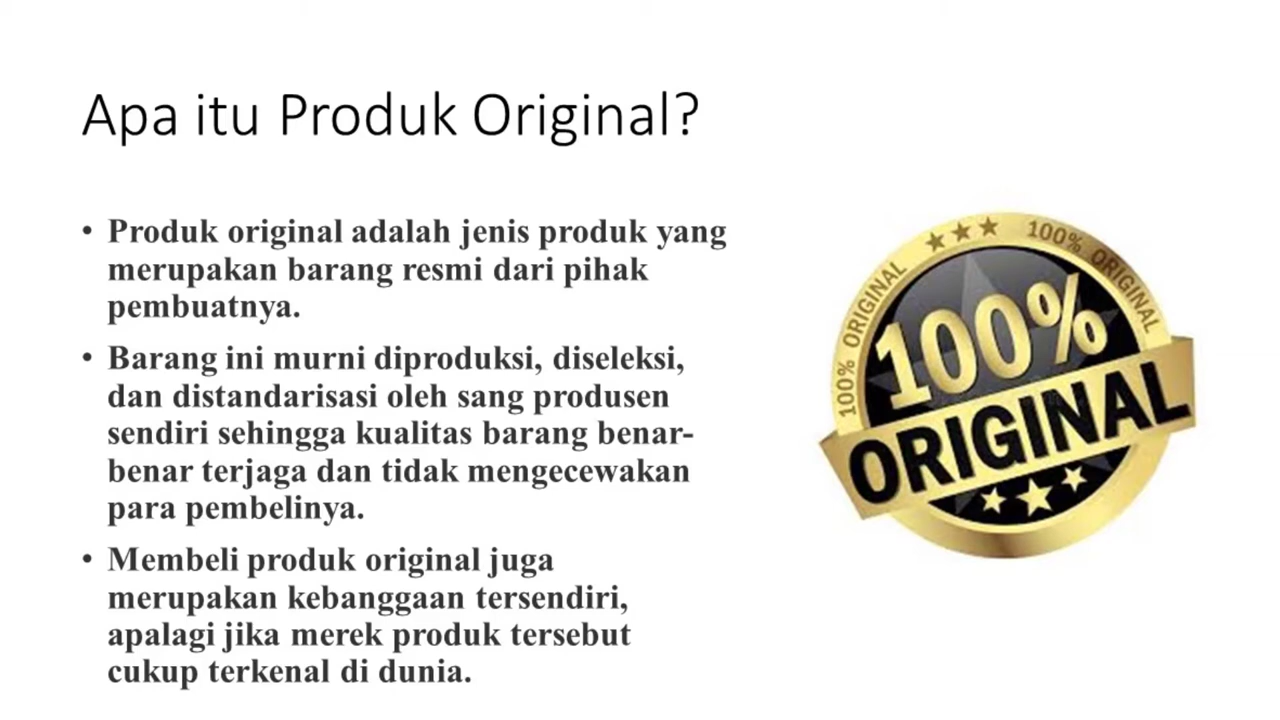 Apa itu Produk Original?
• Produk original adalah jenis produk yang
merupakan barang resmi dari pihak
pembuatnya.
• Barang ini murni diproduksi, diseleksi,
dan distandarisasi oleh sang produsen
sendiri sehingga kualitas barang benar-
benar terjaga dan tidak mengecewakan
para pembelinya.
• Membeli produk original juga
merupakan kebanggaan tersendiri,
apalagi jika merek produk tersebut
cukup terkenal di dunia.
100% ORIGINAL
100% ORIGINAL
100%
ORIGINAL